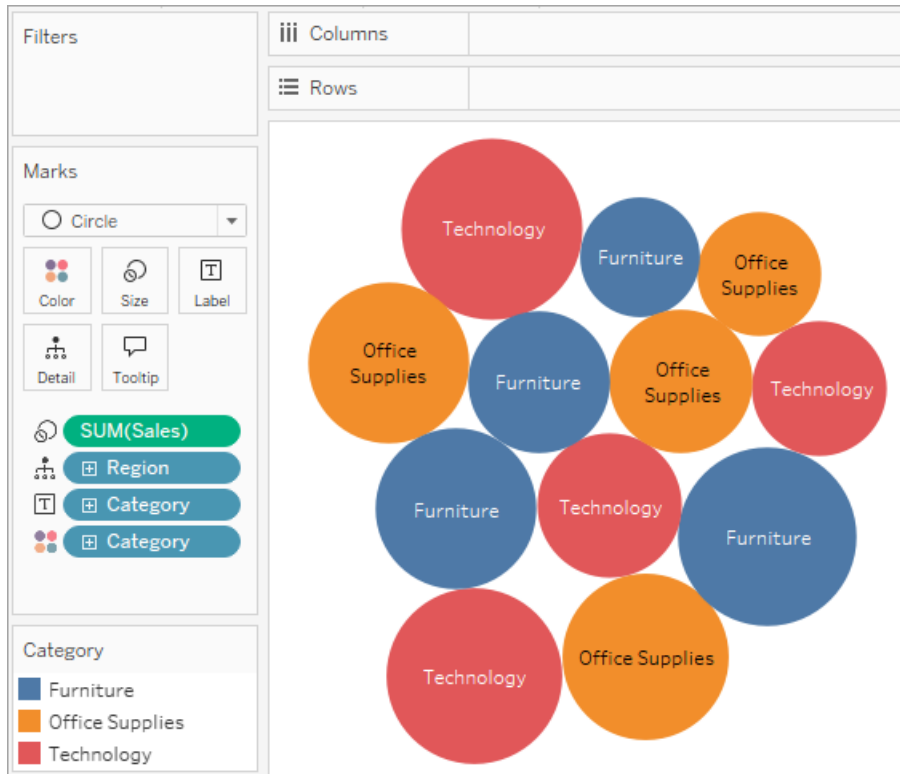 Filters
Columns
Rows
Marks
Circle
Color
Size
T
Label
Detail
Tooltip
SUM(Sales)
Region
T
Category
Category
Category
Furniture
Office Supplies
Technology
Technology
Furniture
Office
Supplies
Office
Supplies
Furniture
Office
Supplies
Technology
Furniture
Technology
Furniture
Technology
Office Supplies